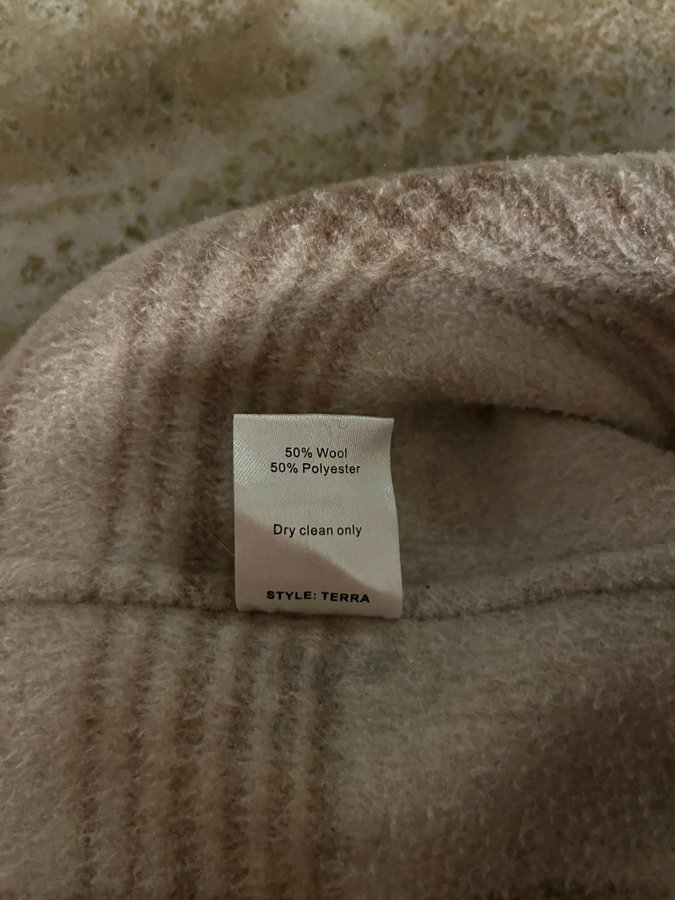 50% Wool
50% Polyester
Dry clean only
STYLE: TERRA